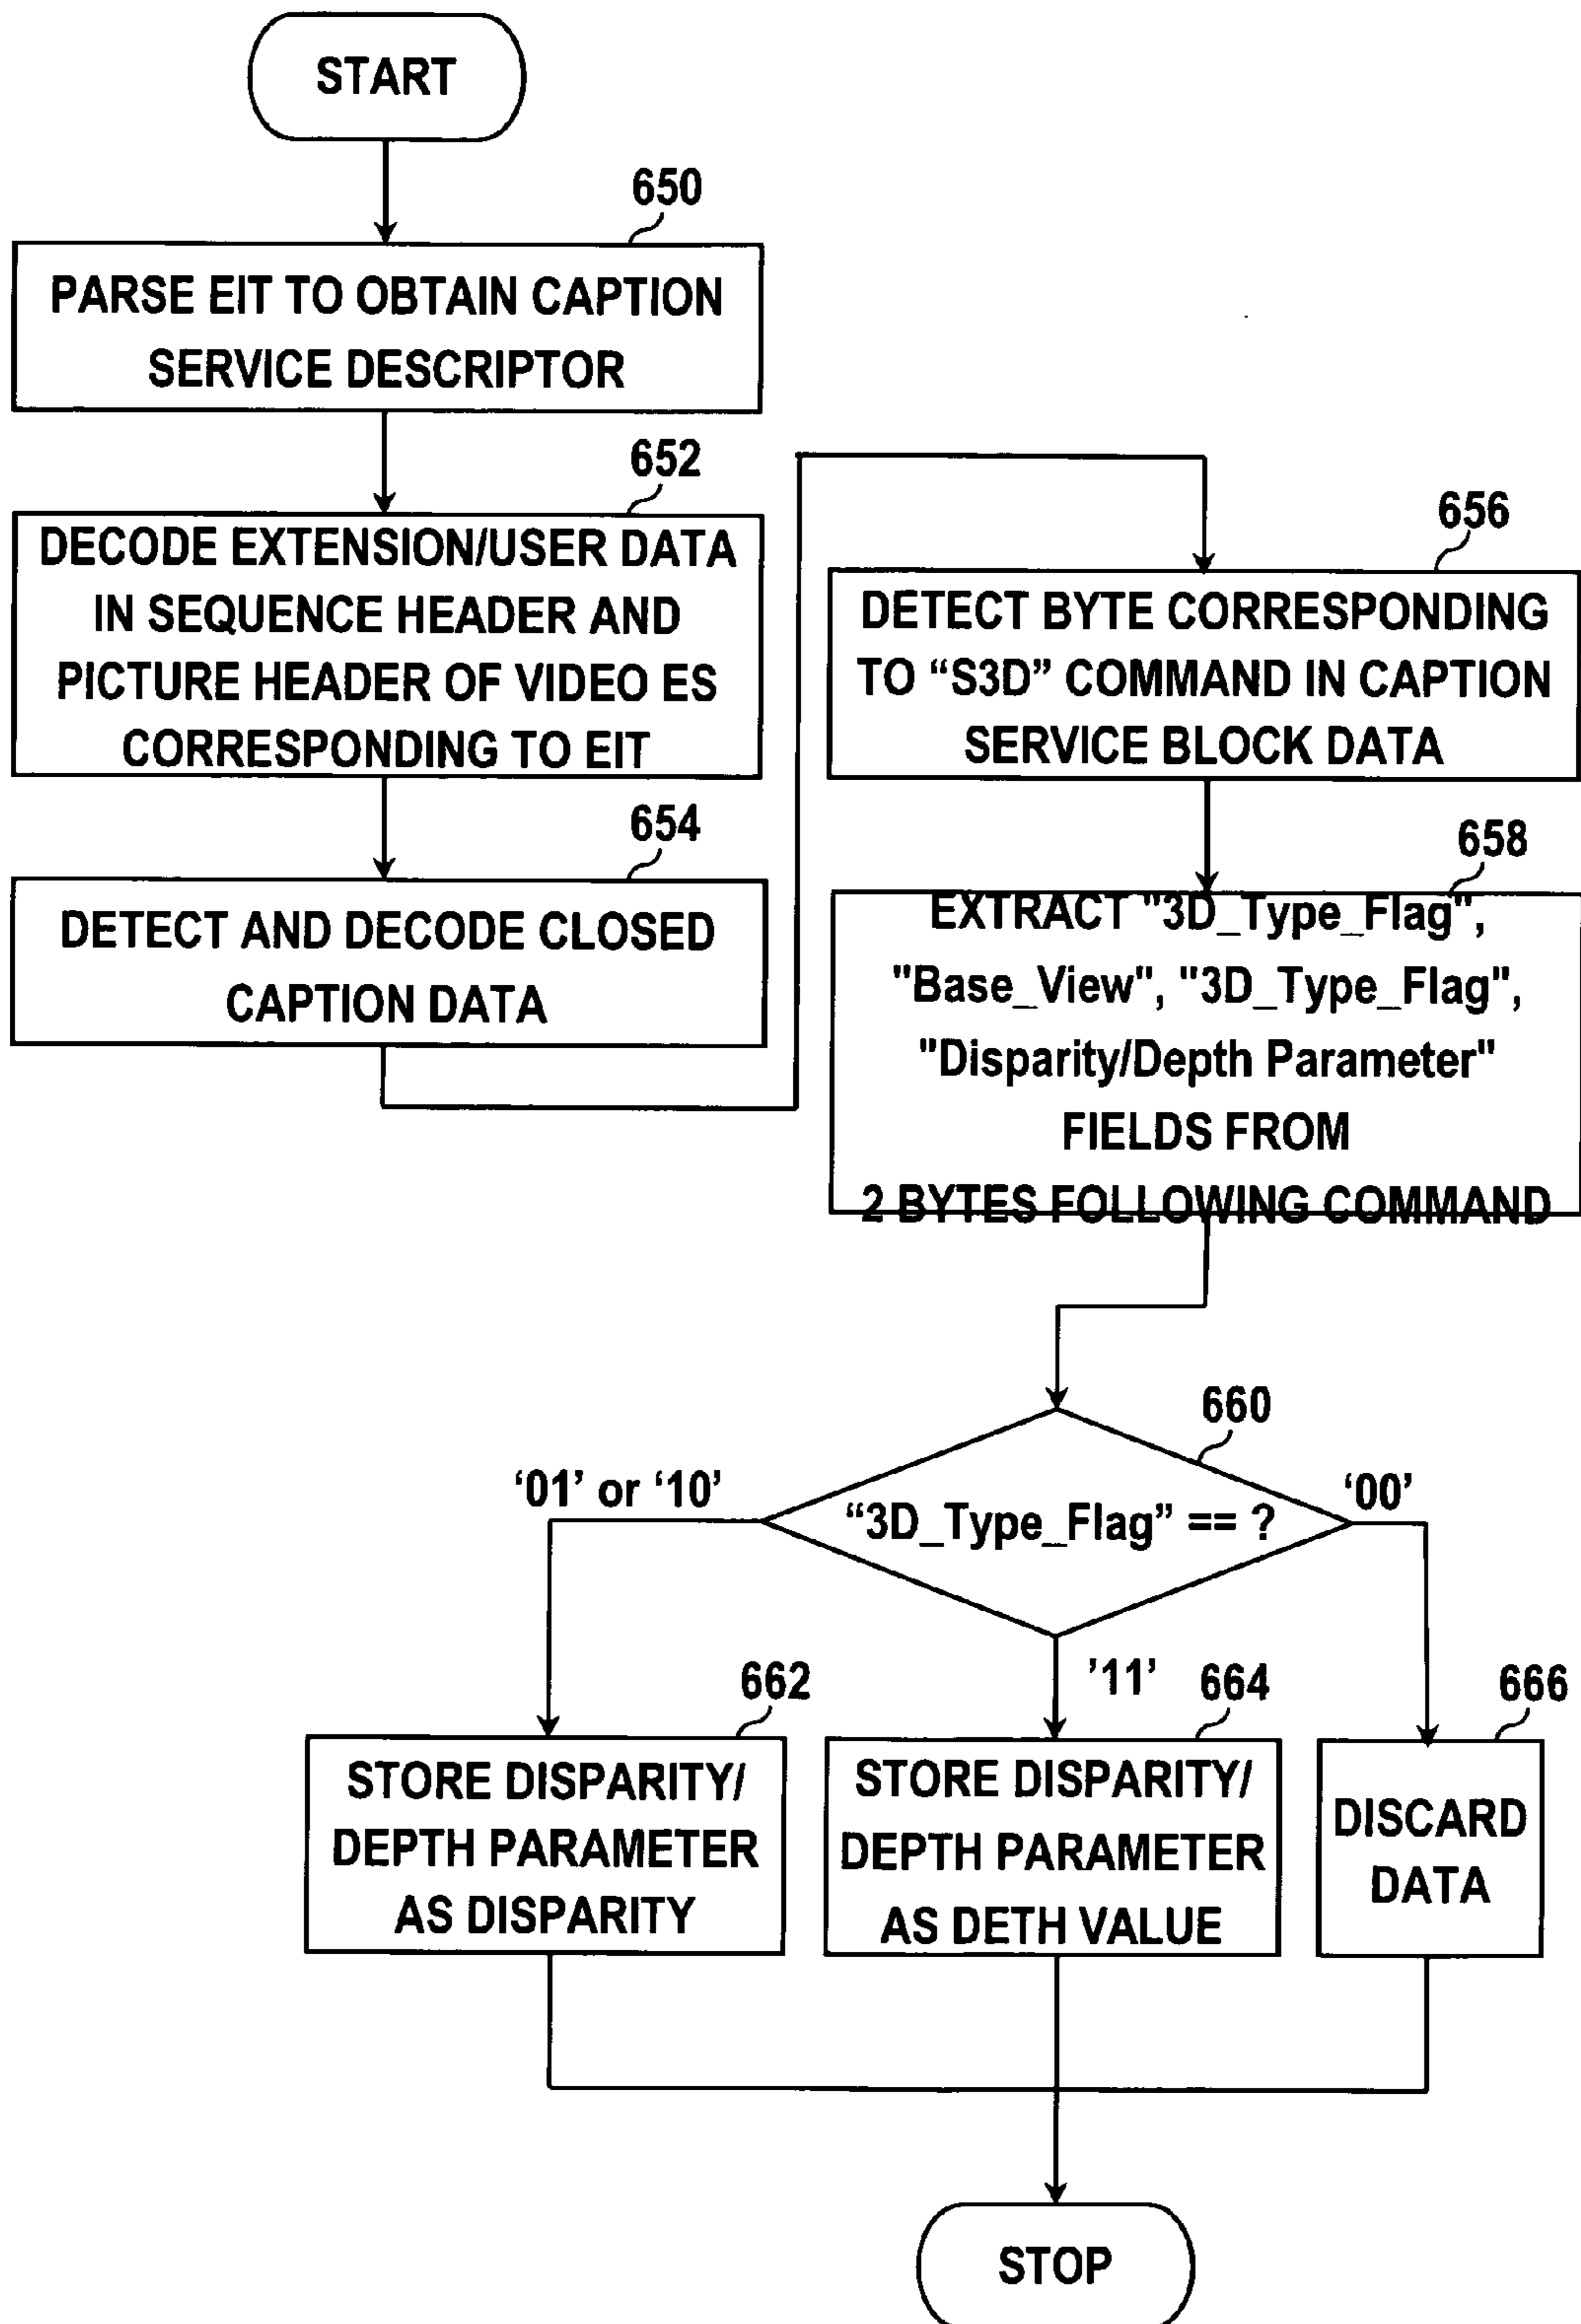 START
650
PARSE EIT TO OBTAIN CAPTION
SERVICE DESCRIPTOR
652
DECODE EXTENSION/USER DATA
IN SEQUENCE HEADER AND
PICTURE HEADER OF VIDEO ES
CORRESPONDING TO EIT
654
DETECT AND DECODE CLOSED
CAPTION DATA
656
DETECT BYTE CORRESPONDING
TO “S3D” COMMAND IN CAPTION
SERVICE BLOCK DATA
658
EXTRACT "3D_Type_Flag",
"Base_View", "3D_Type_Flag",
"Disparity/Depth Parameter"
FIELDS FROM
2 BYTES FOLLOWING COMMAND
660
“3D_Type_Flag” == ?
‘01’ or ‘10’
’11’
‘00’
662
STORE DISPARITY/
DEPTH PARAMETER
AS DISPARITY
664
STORE DISPARITY/
DEPTH PARAMETER
AS DETH VALUE
666
DISCARD
DATA
STOP